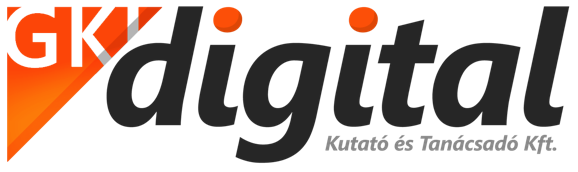 GKI
digital
Kutató és Tanácsadó Kft.